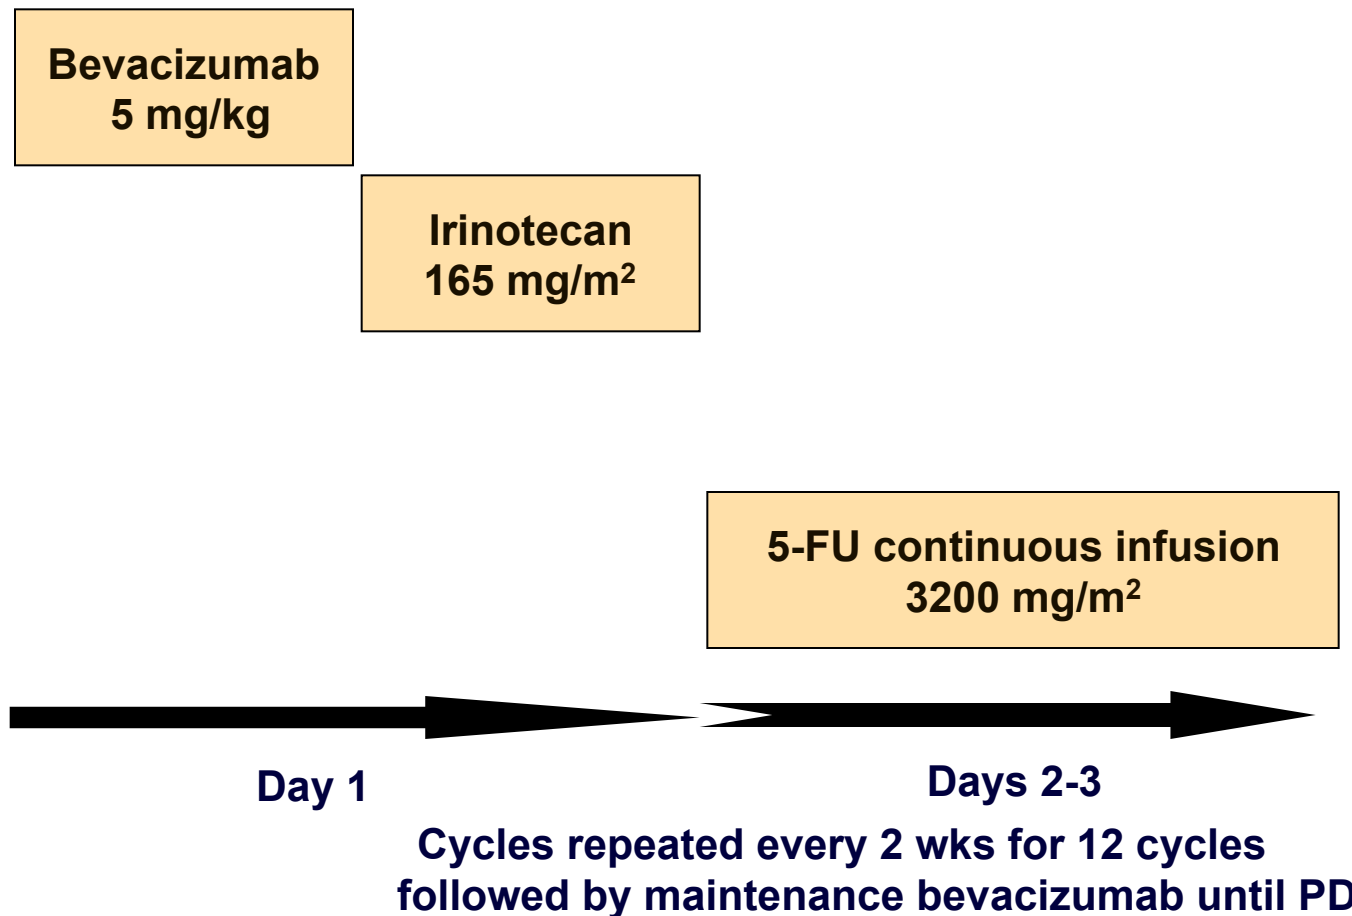 Bevacizumab
5 mg/kg
Irinotecan
165 mg/m²
5-FU continuous infusion
3200 mg/m²
Day 1
Days 2-3
Cycles repeated every 2 wks for 12 cycles
followed by maintenance bevacizumab until PD